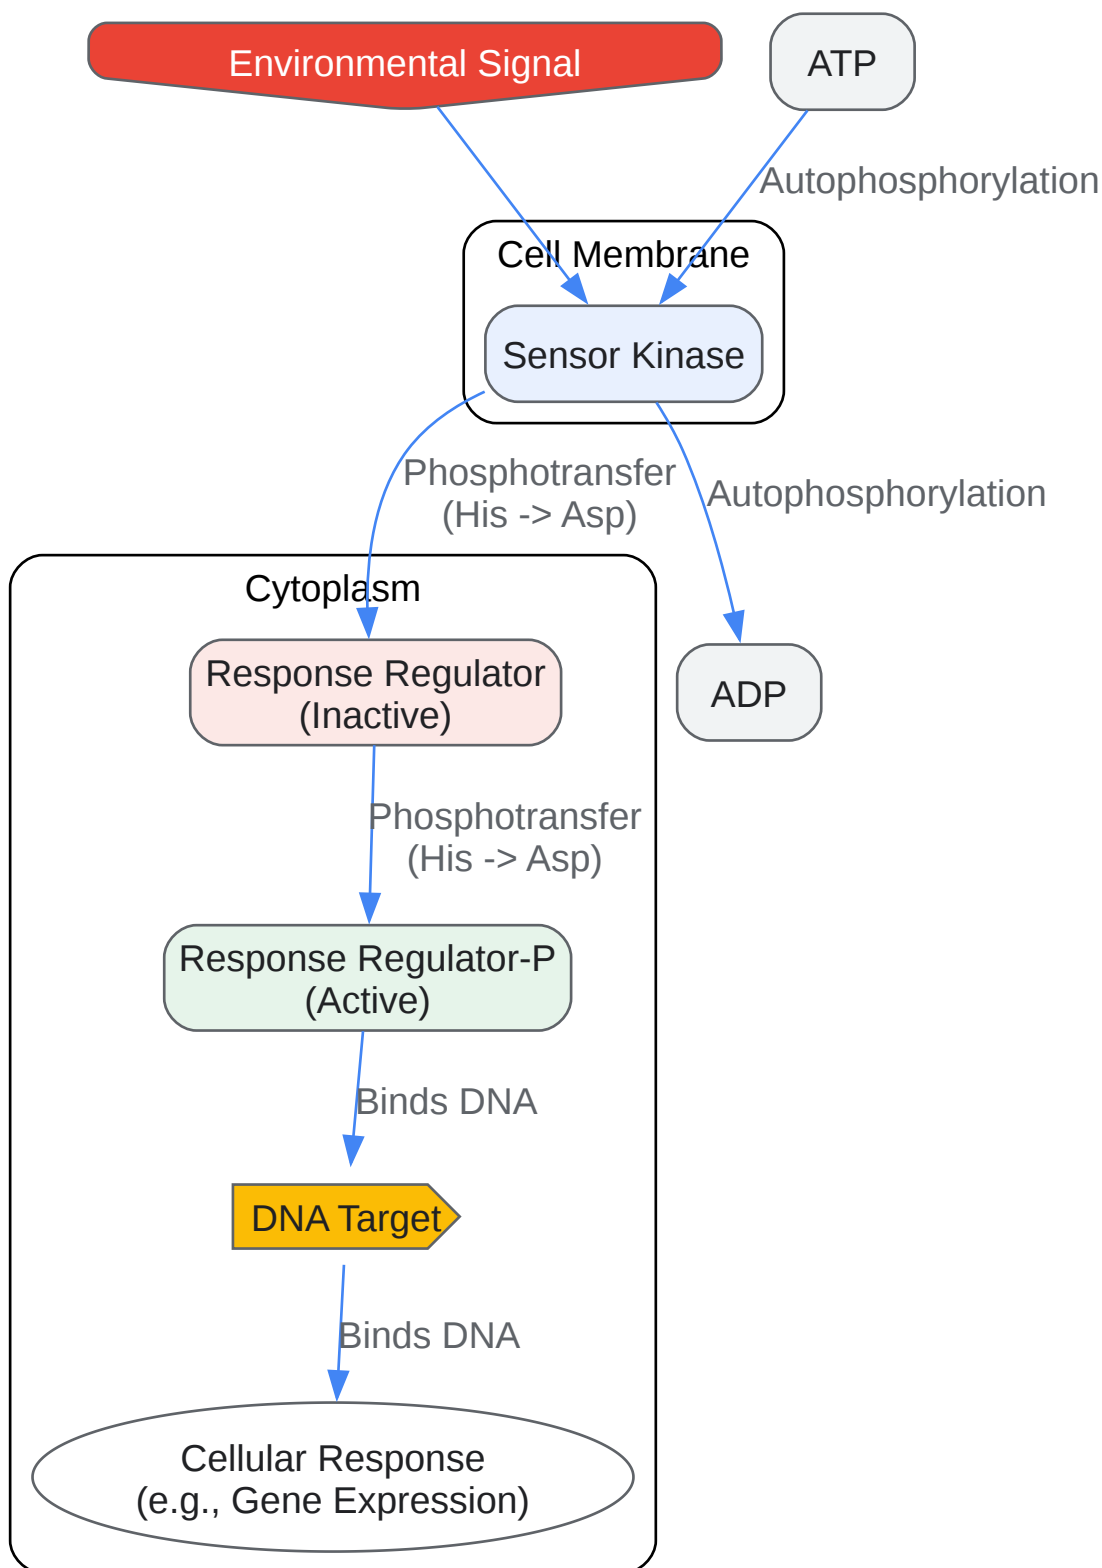 Environmental Signal
ATP
Autophosphorylation
Cell Membrane
Sensor Kinase
Phosphotransfer
(His -> Asp)
Autophosphorylation
Cytoplasm
Response Regulator
(Inactive)
ADP
Phosphotransfer
(His -> Asp)
Response Regulator-P
(Active)
Binds DNA
DNA Target
Binds DNA
Cellular Response
(e.g., Gene Expression)